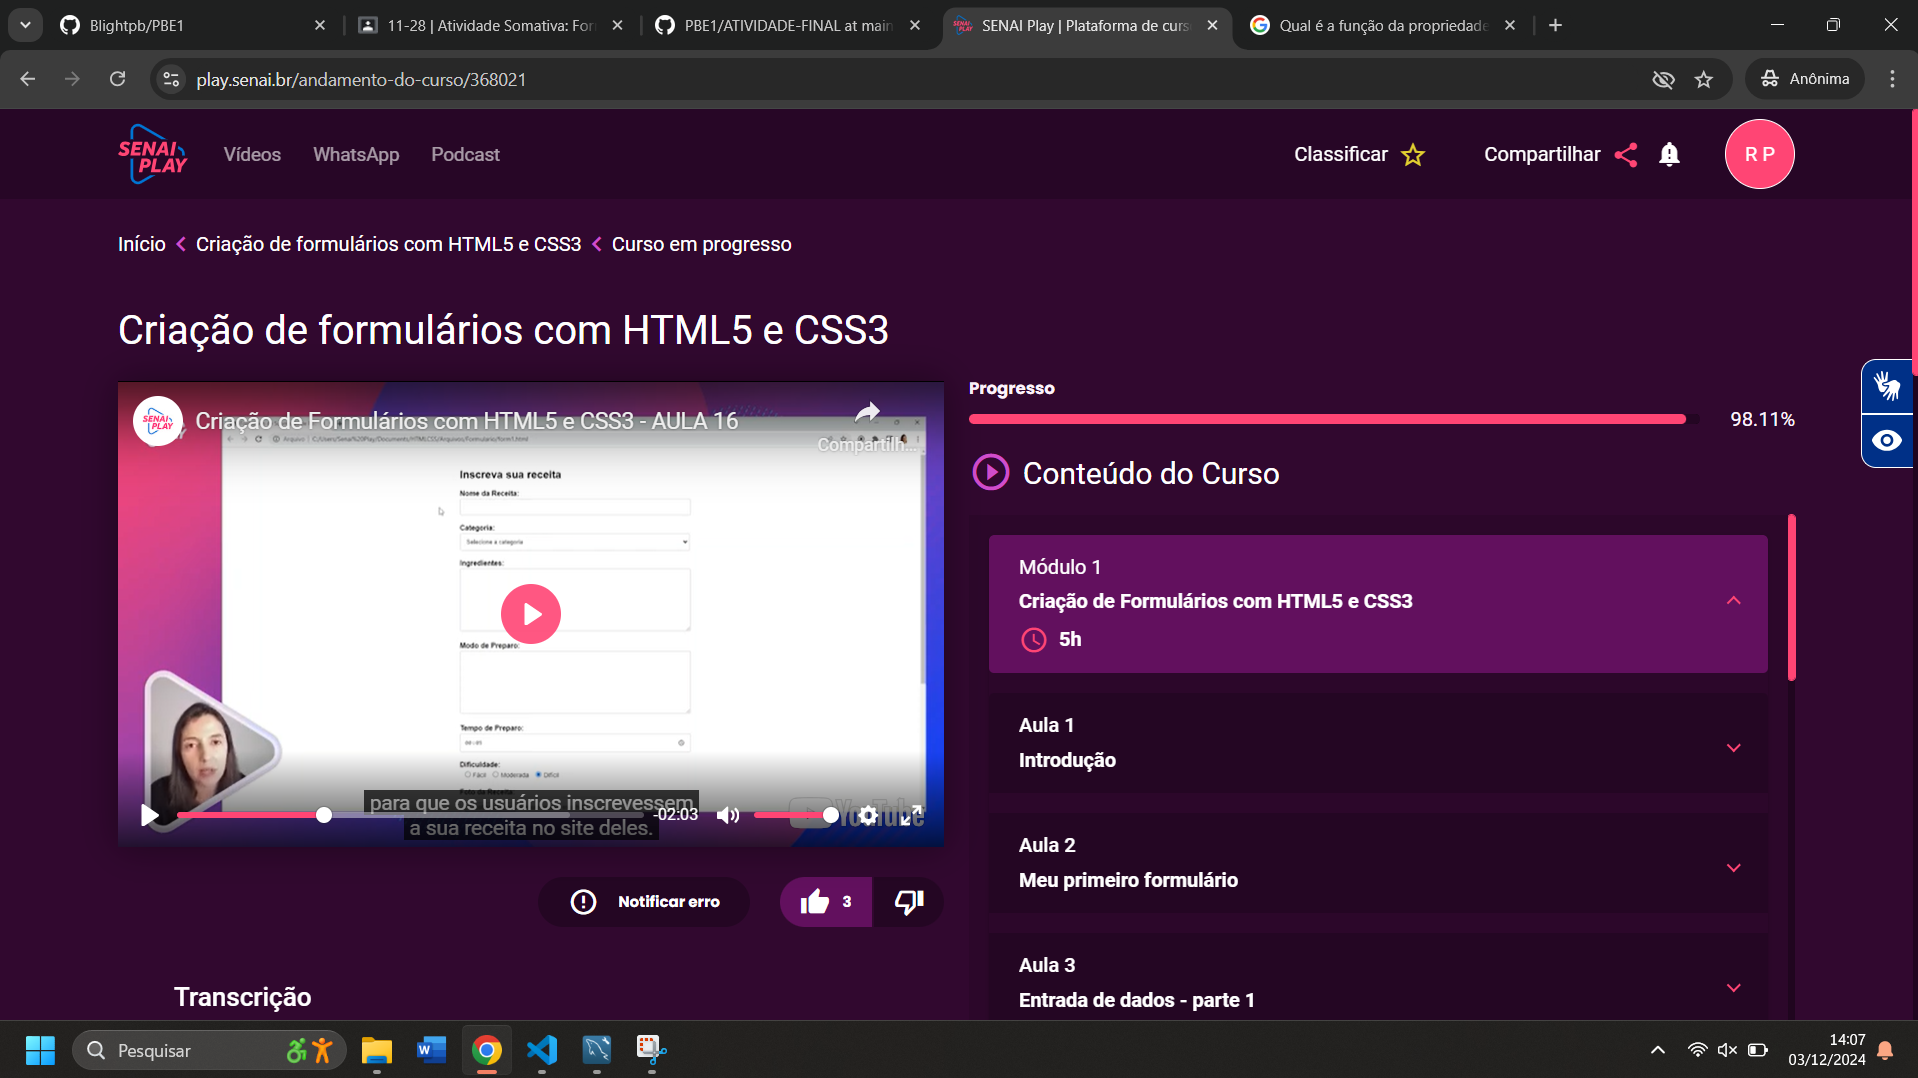 Blightpb/PBE1
11-28 | Atividade Somativa: For
PBE1/ATIVIDADE-FINAL at main
SENAI Play | Plataforma de curs
Qual é a função da propriedade
play.senai.br/andamento-do-curso/368021
Anônima
SENAI PLAY
Vídeos
WhatsApp
Podcast
Classificar
Compartilhar
R P
Início
Criação de formulários com HTML5 e CSS3
Curso em progresso
Criação de formulários com HTML5 e CSS3
SENAI PLAY
Criação de Formulários com HTML5 e CSS3 - AULA 16
Compartilh...
Inscreva sua receita
Nome da Receita:
Categoria:
Selecione a categoria
Ingredientes:
Modo de Preparo:
Tempo de Preparo:
Dificuldade:
Fácil
Moderada
Difícil
para que os usuários inscrevessem
a sua receita no site deles.
-02:03
YouTube
Notificar erro
3
Transcrição
Progresso
98.11%
Conteúdo do Curso
Módulo 1
Criação de Formulários com HTML5 e CSS3
5h
Aula 1
Introdução
Aula 2
Meu primeiro formulário
Aula 3
Entrada de dados - parte 1
Pesquisar
14:07
03/12/2024